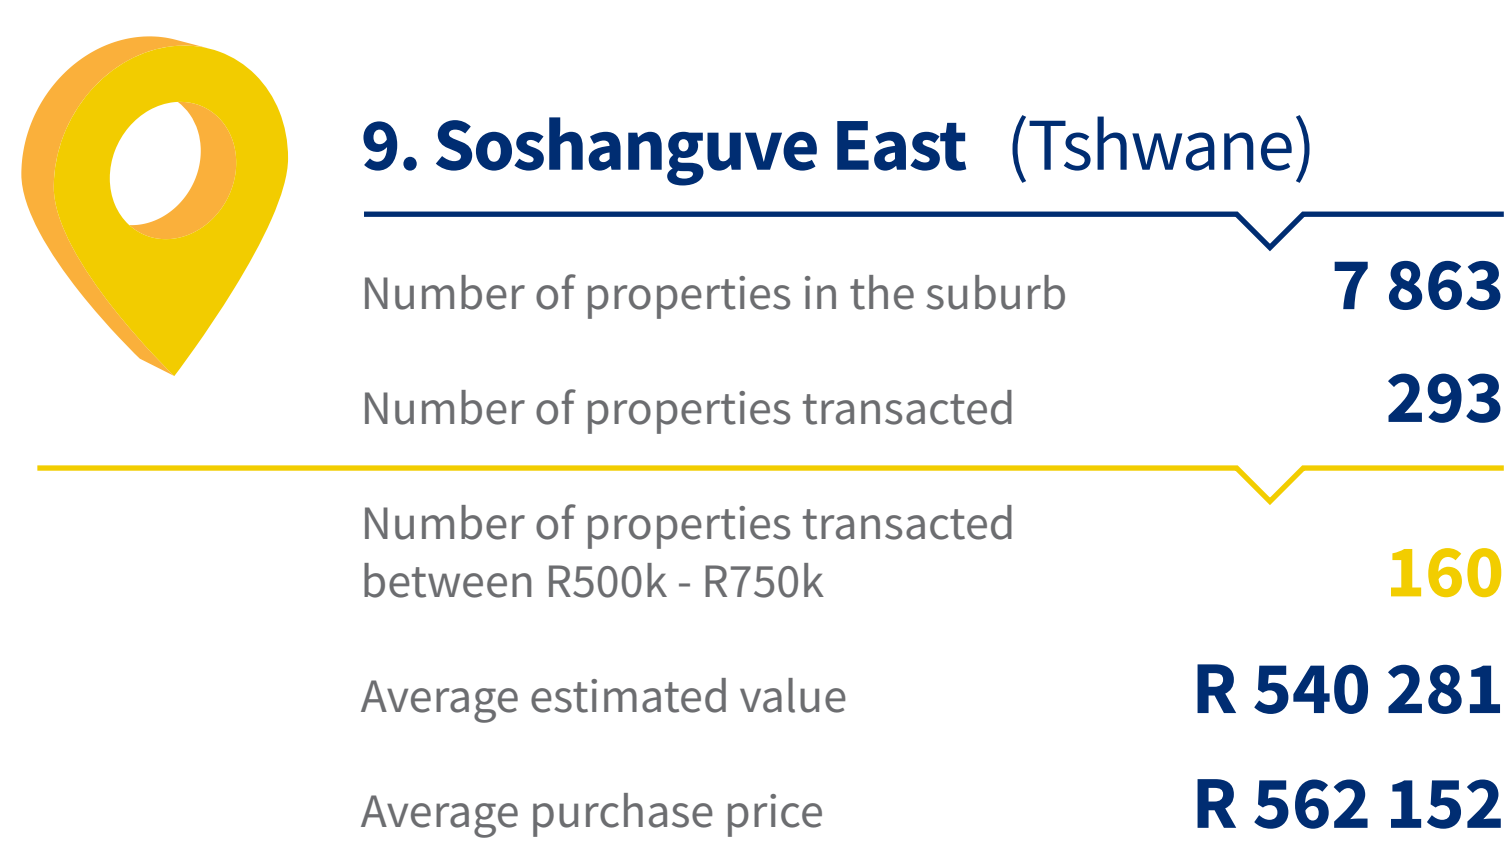 9. Soshanguve East (Tshwane)
Number of properties in the suburb 7 863
Number of properties transacted 293
Number of properties transacted
between R500k - R750k 160
Average estimated value R 540 281
Average purchase price R 562 152